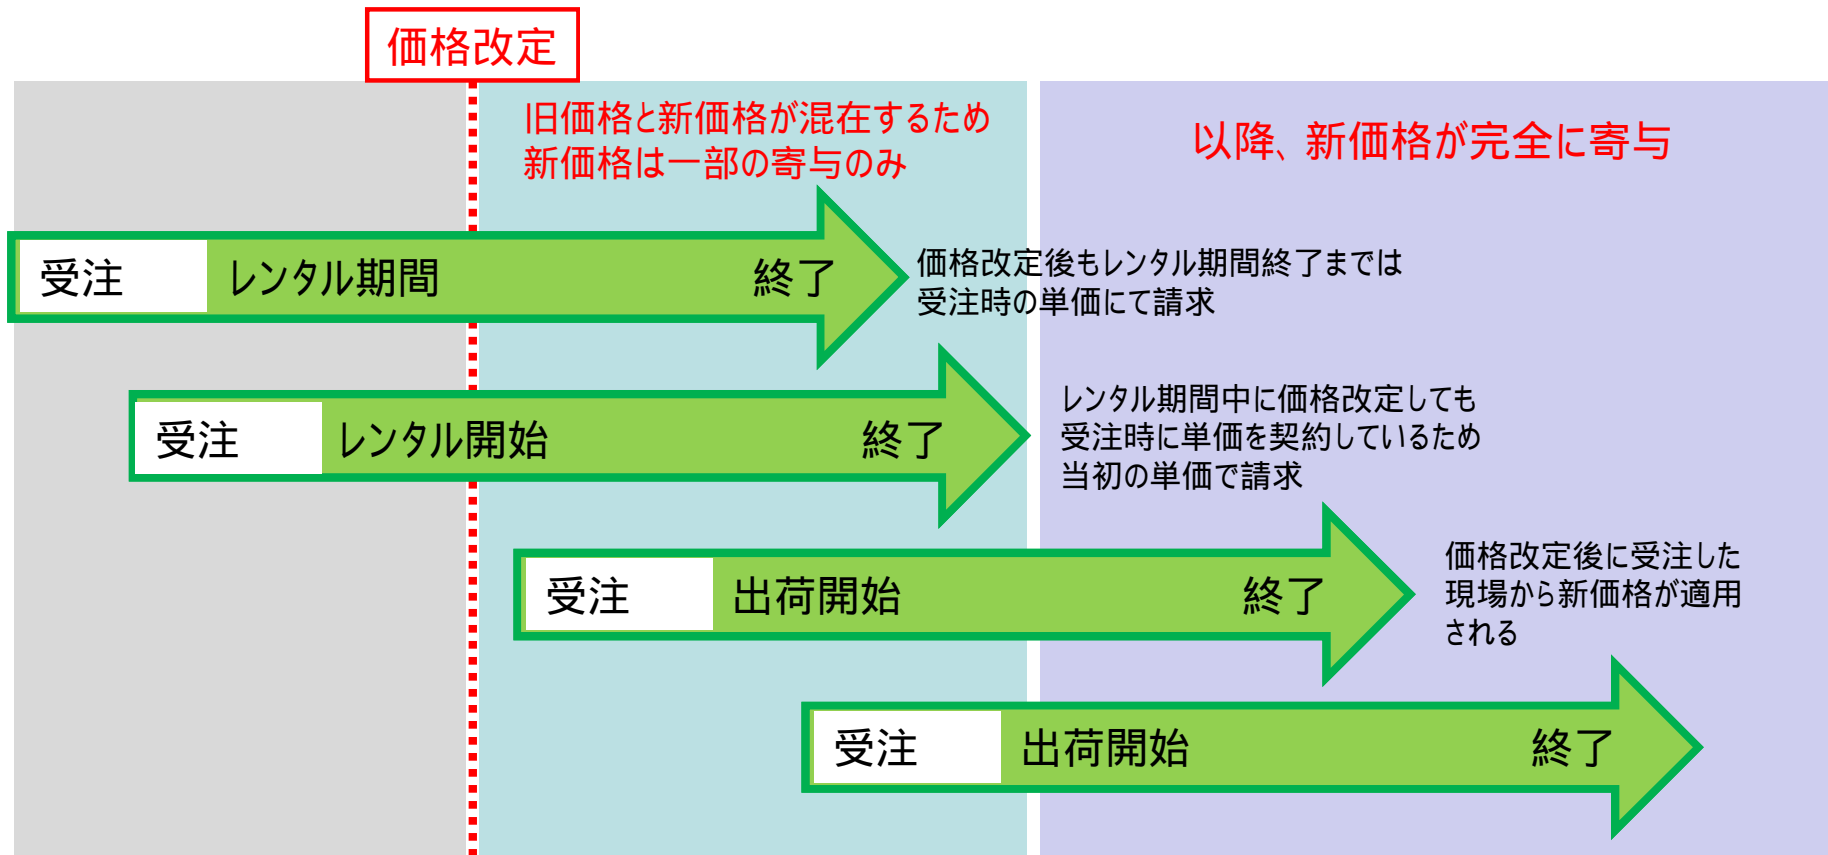 価格改定
旧価格と新価格が混在するため
新価格は一部の寄与のみ
以降、新価格が完全に寄与
受注 レンタル期間 終了
価格改定後もレンタル期間終了までは
受注時の単価にて請求
受注 レンタル開始 終了
レンタル期間中に価格改定しても
受注時に単価を契約しているため
当初の単価で請求
受注 出荷開始 終了
価格改定後に受注した
現場から新価格が適用
される
受注 出荷開始 終了